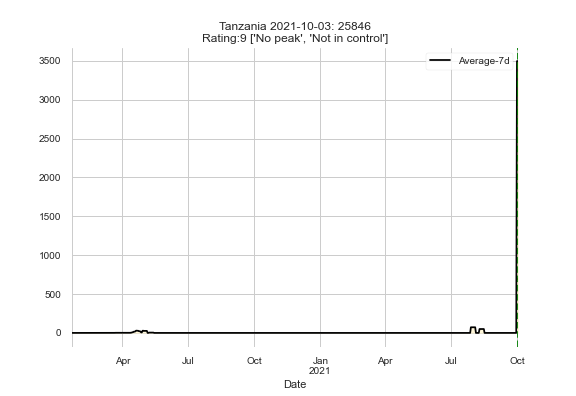 Tanzania 2021-10-03: 25846
Rating:9 ['No peak', 'Not in control']
Average-7d
3500
3000
2500
2000
1500
1000
500
0
Apr Jul Oct Jan Apr Jul Oct
2021
Date